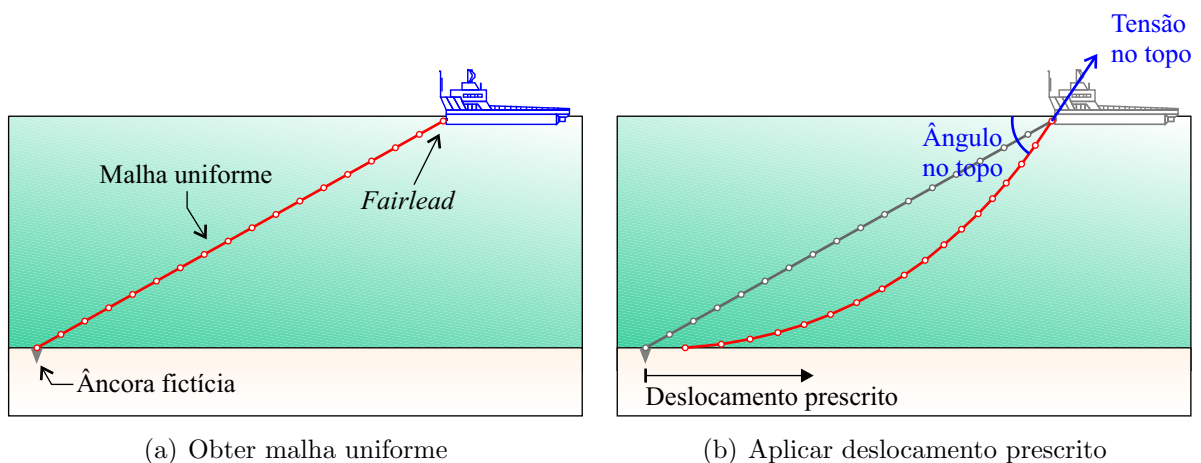 Malha uniforme
Fairlead
Âncora fictícia
(a) Obter malha uniforme
Tensão
no topo
Ângulo
no topo
Deslocamento prescrito
(b) Aplicar deslocamento prescrito